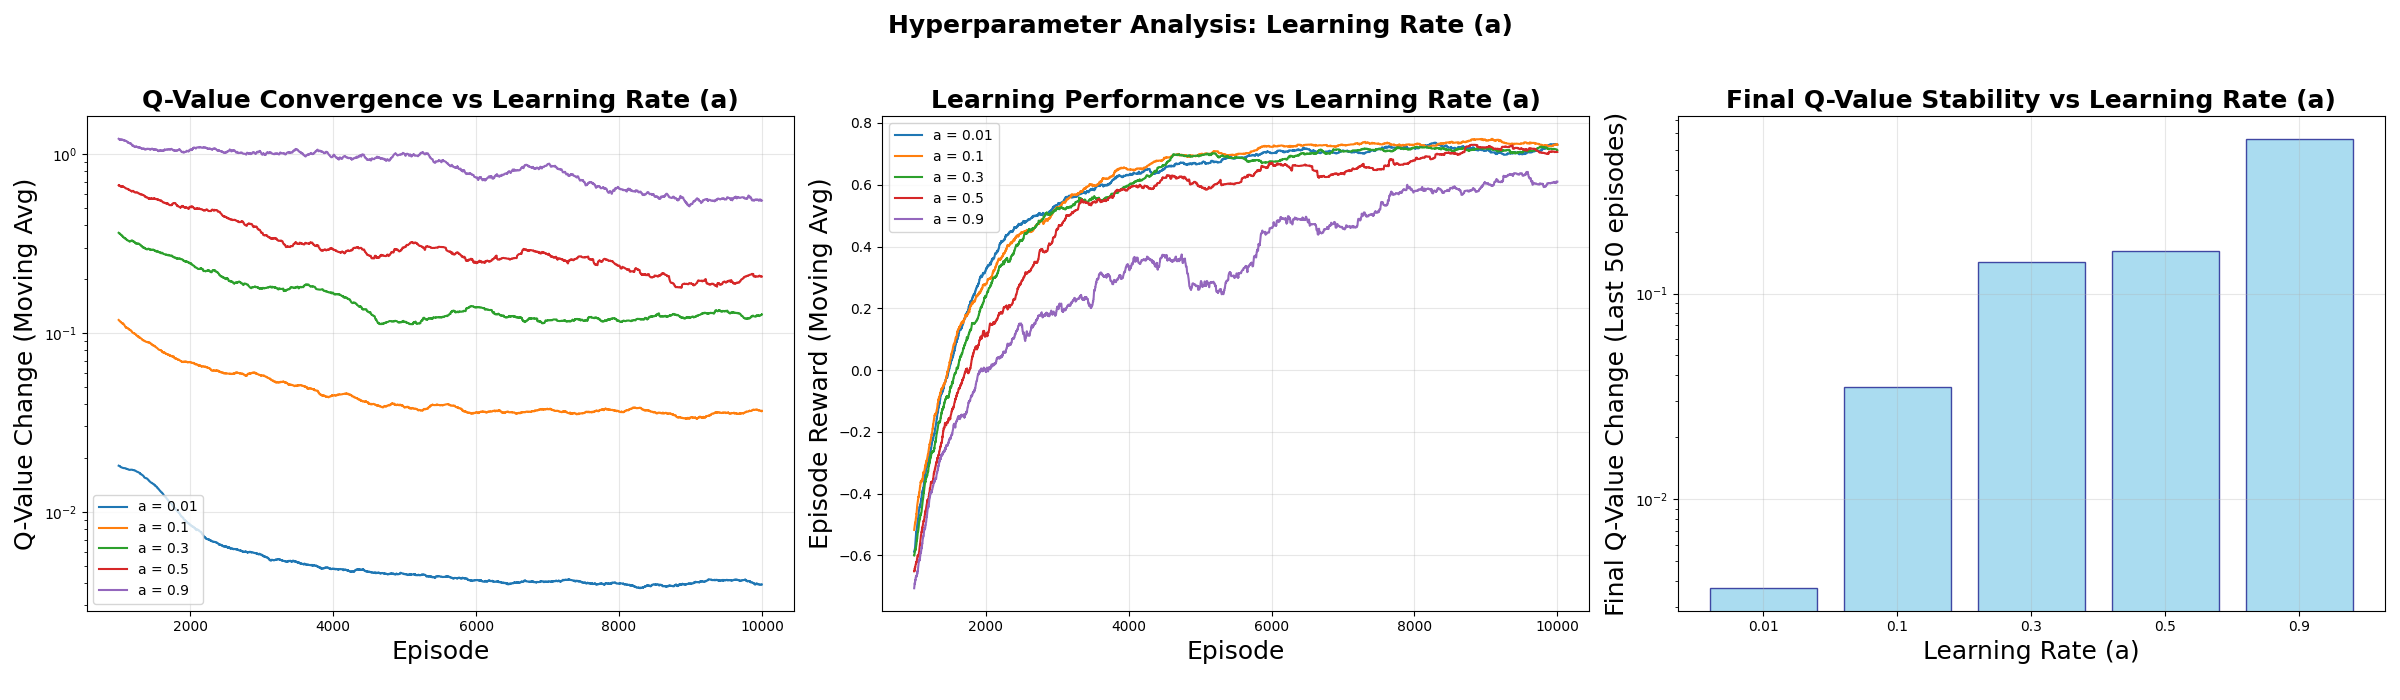 Hyperparameter Analysis: Learning Rate (a)
Q-Value Convergence vs Learning Rate (a)
Q-Value Change (Moving Avg)
10⁰
10⁻¹
10⁻²
a = 0.01
a = 0.1
a = 0.3
a = 0.5
a = 0.9
2000 4000 6000 8000 10000
Episode
Learning Performance vs Learning Rate (a)
Episode Reward (Moving Avg)
0.8
0.6
0.4
0.2
0.0
−0.2
−0.4
−0.6
a = 0.01
a = 0.1
a = 0.3
a = 0.5
a = 0.9
2000 4000 6000 8000 10000
Episode
Final Q-Value Stability vs Learning Rate (a)
Final Q-Value Change (Last 50 episodes)
10⁻¹
10⁻²
0.01 0.1 0.3 0.5 0.9
Learning Rate (a)